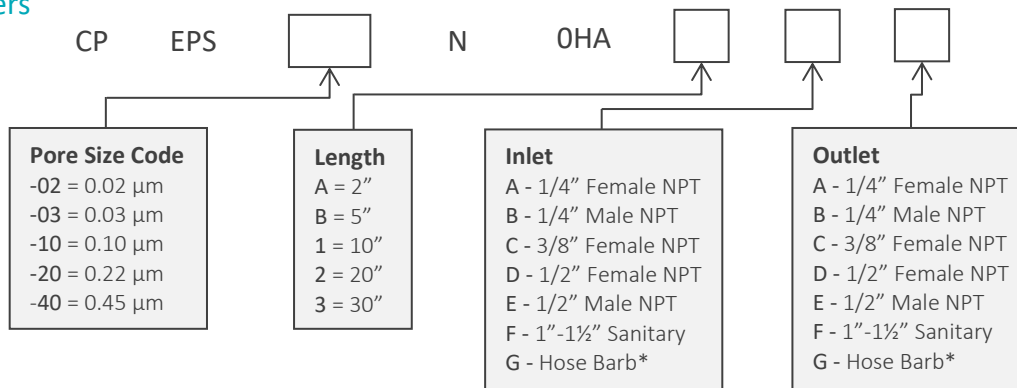 CP EPS N 0HA
Pore Size Code
-02 = 0.02 µm
-03 = 0.03 µm
-10 = 0.10 µm
-20 = 0.22 µm
-40 = 0.45 µm
Length
A = 2”
B = 5”
1 = 10”
2 = 20”
3 = 30”
Inlet
A - 1/4” Female NPT
B - 1/4” Male NPT
C - 3/8” Female NPT
D - 1/2” Female NPT
E - 1/2” Male NPT
F - 1”-1½” Sanitary
G - Hose Barb*
Outlet
A - 1/4” Female NPT
B - 1/4” Male NPT
C - 3/8” Female NPT
D - 1/2” Female NPT
E - 1/2” Male NPT
F - 1”-1½” Sanitary
G - Hose Barb*